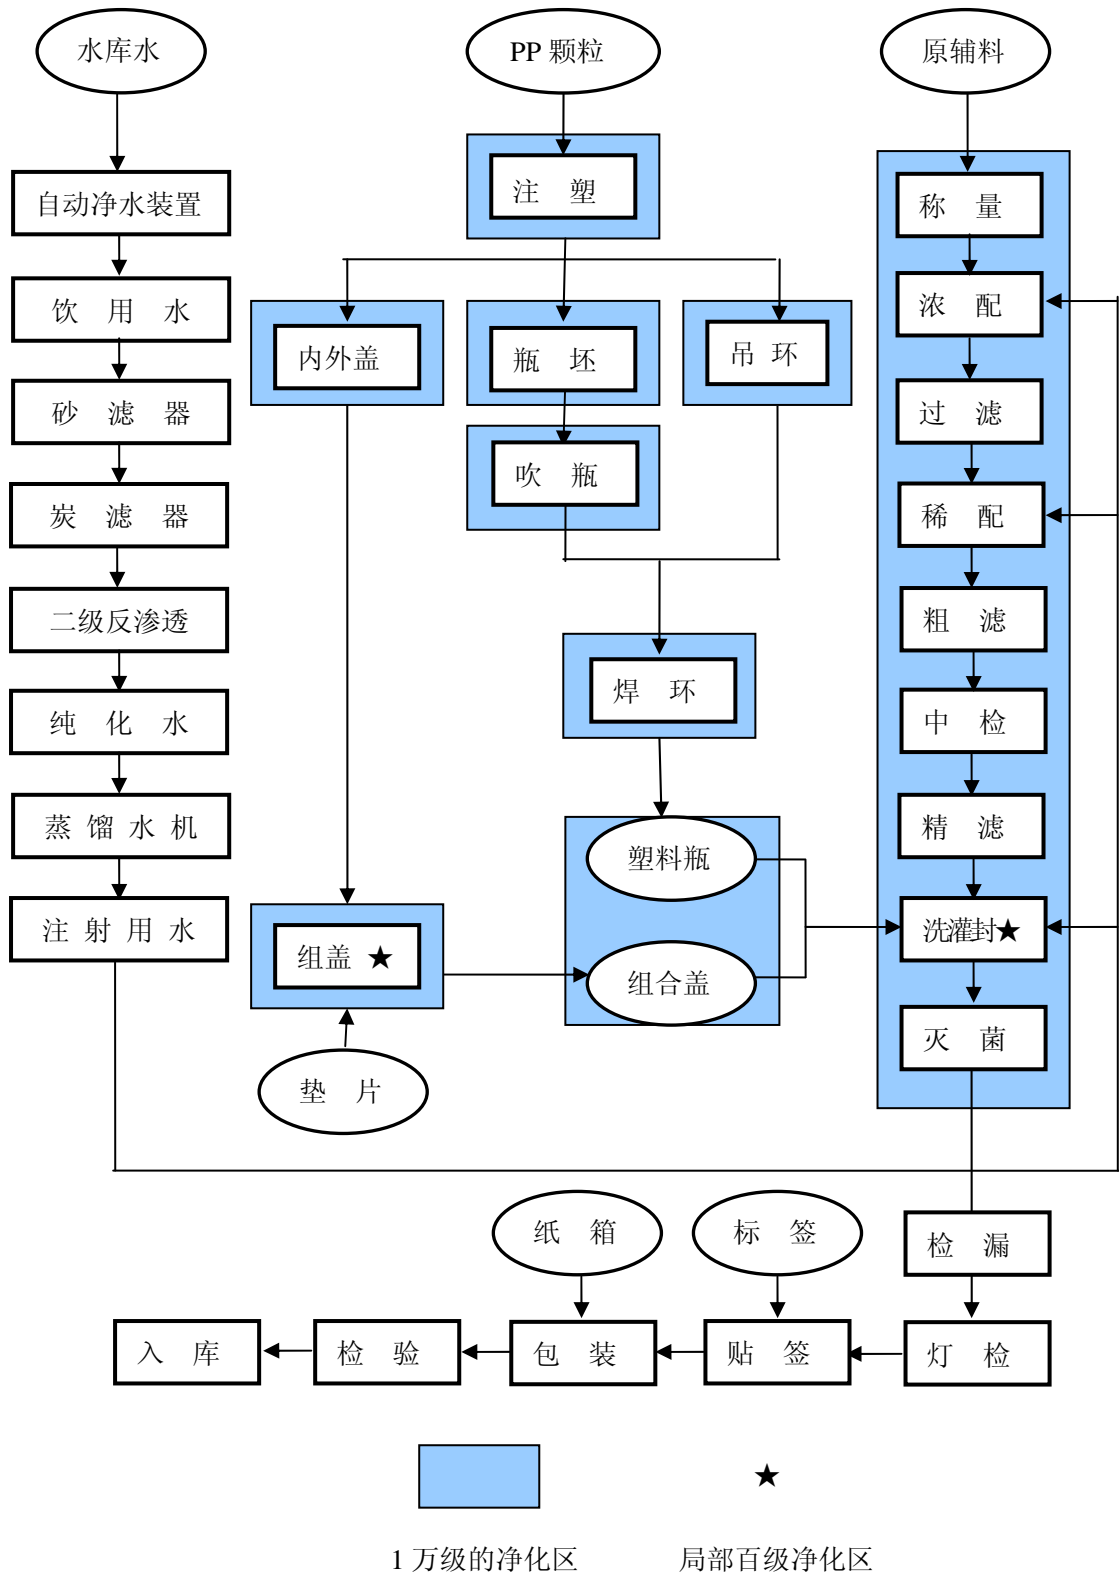 水库水
PP 颗粒
原辅料
自动净水装置
注 塑
称 量
饮 用 水
浓 配
内外盖
瓶 坯
吊 环
砂 滤 器
过 滤
吹 瓶
炭 滤 器
稀 配
二级反渗透
粗 滤
焊 环
纯 化 水
中 检
蒸 馏 水 机
精 滤
塑料瓶
注 射 用 水
洗灌封★
组盖 ★
组合盖
灭 菌
垫 片
纸 箱
标 签
检 漏
入 库
检 验
包 装
贴 签
灯 检
★
1 万级的净化区
局部百级净化区